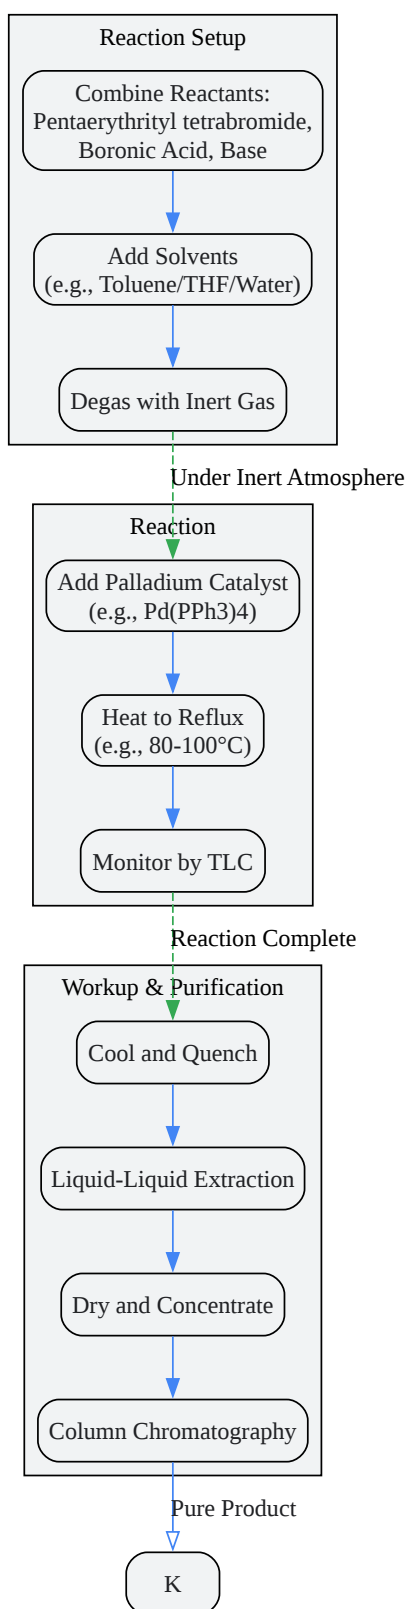 Reaction Setup
Combine Reactants:
Pentaerythrityl tetrabromide,
Boronic Acid, Base
Add Solvents
(e.g., Toluene/THF/Water)
Degas with Inert Gas
Under Inert Atmosphere
Reaction
Add Palladium Catalyst
(e.g., Pd(PPh3)4)
Heat to Reflux
(e.g., 80-100°C)
Monitor by TLC
Reaction Complete
Workup & Purification
Cool and Quench
Liquid-Liquid Extraction
Dry and Concentrate
Column Chromatography
Pure Product
K